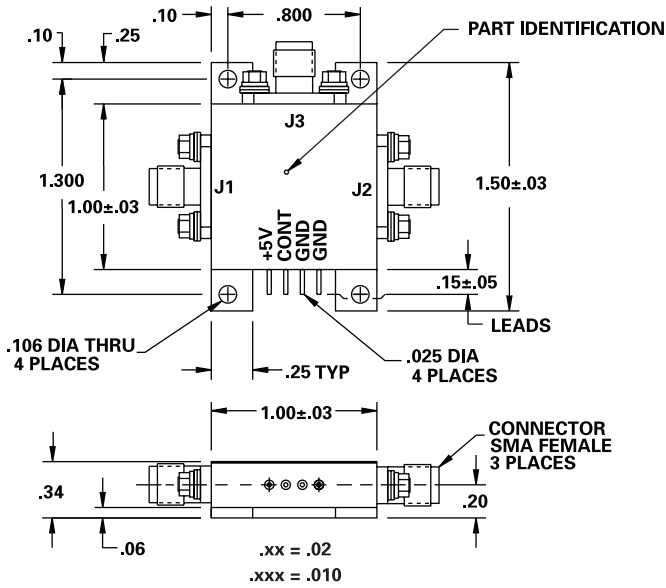 .10
.800
PART IDENTIFICATION
.10
.25
J3
1.300
1.00±.03
J1
J2
1.50±.03
+5V
CONT
GND
GND
.15±.05
LEADS
.106 DIA THRU
4 PLACES
.25 TYP
.025 DIA
4 PLACES
1.00±.03
CONNECTOR
SMA FEMALE
3 PLACES
.34
.20
.06
.xx = .02
.xxx = .010